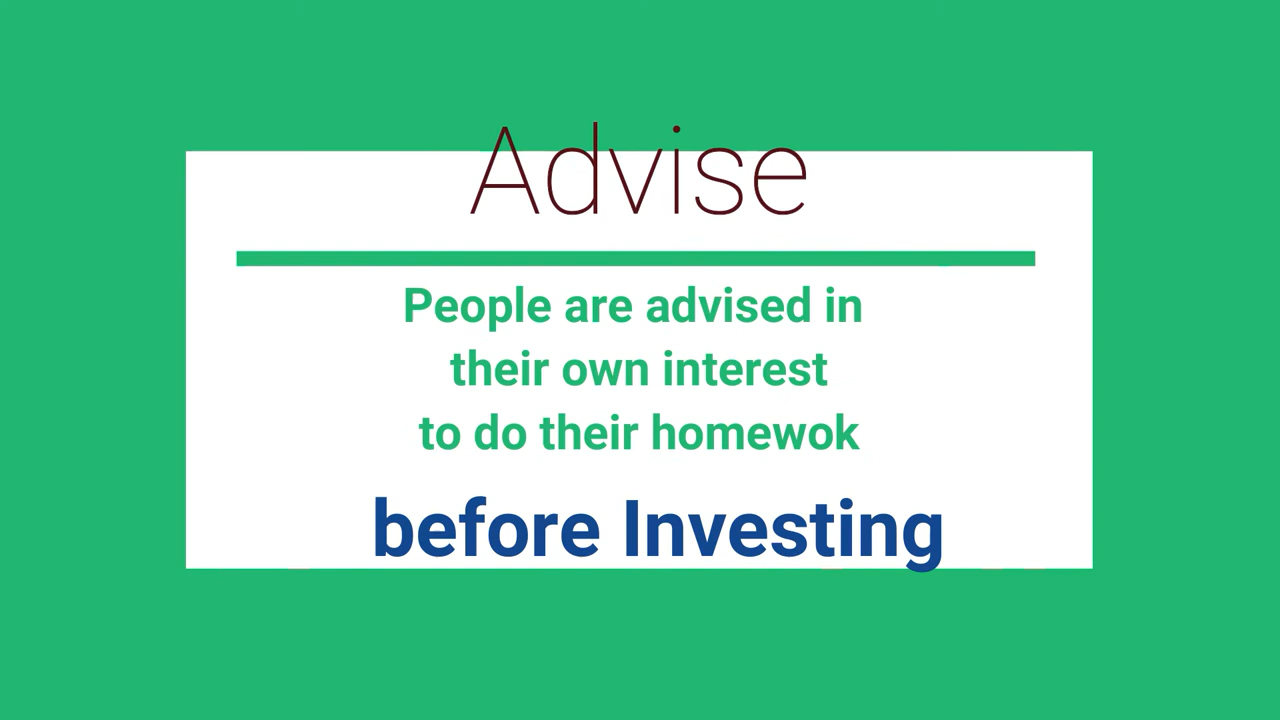 Advise
People are advised in
their own interest
to do their homewok
before Investing